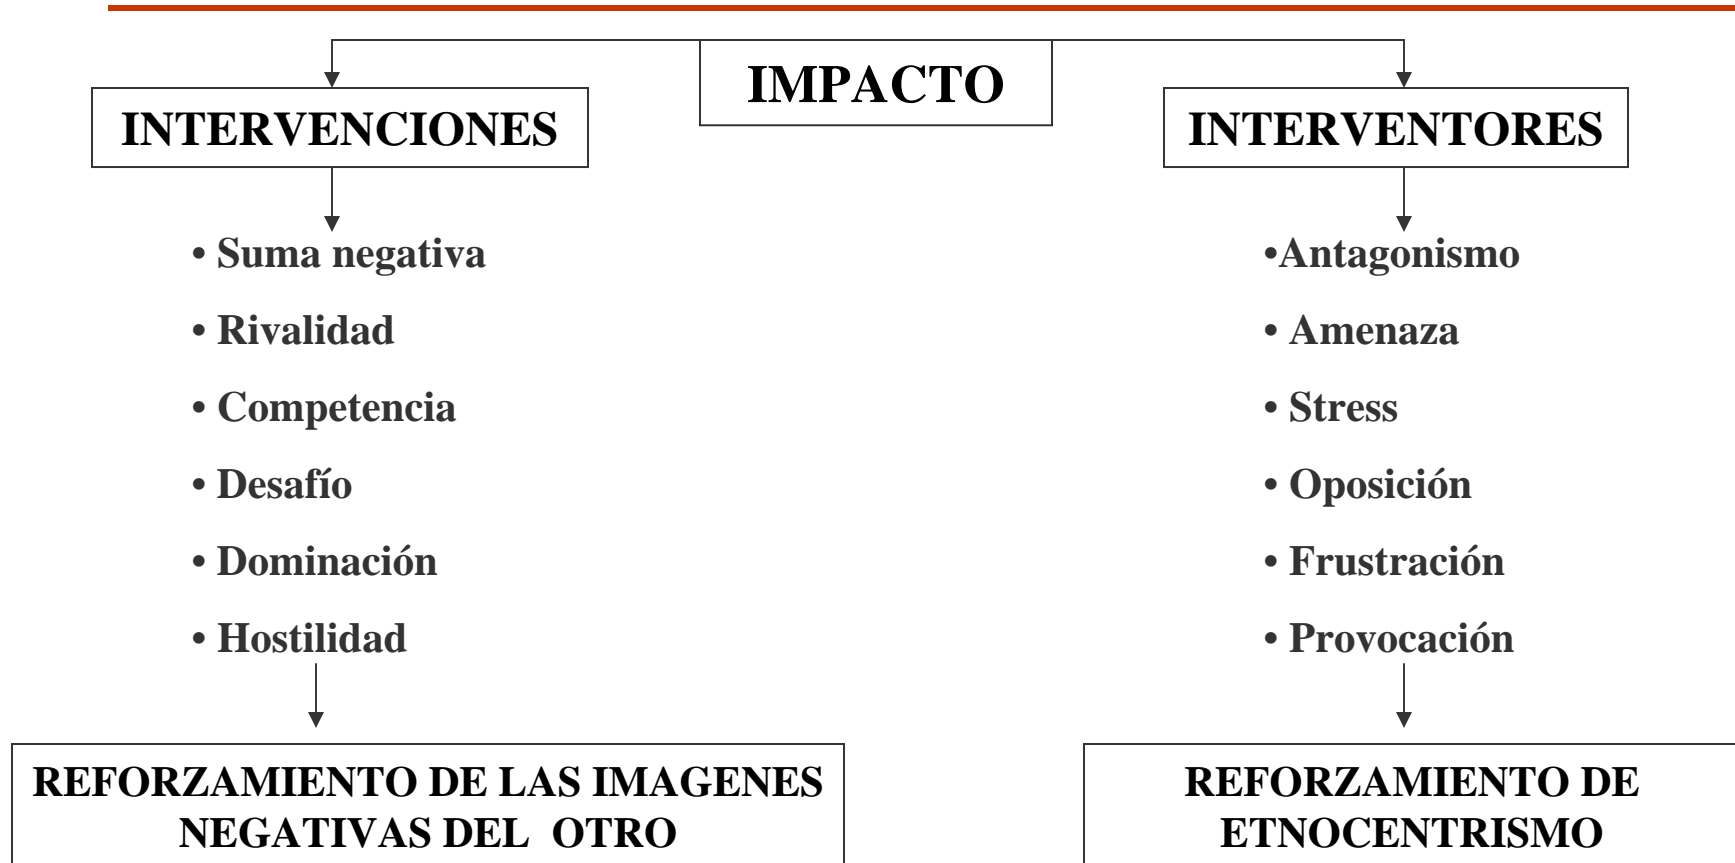 IMPACTO
INTERVENCIONES
• Suma negativa
• Rivalidad
• Competencia
• Desafío
• Dominación
• Hostilidad
REFORZAMIENTO DE LAS IMAGENES
NEGATIVAS DEL OTRO
INTERVENTORES
•Antagonismo
• Amenaza
• Stress
• Oposición
• Frustración
• Provocación
REFORZAMIENTO DE
ETNOCENTRISMO